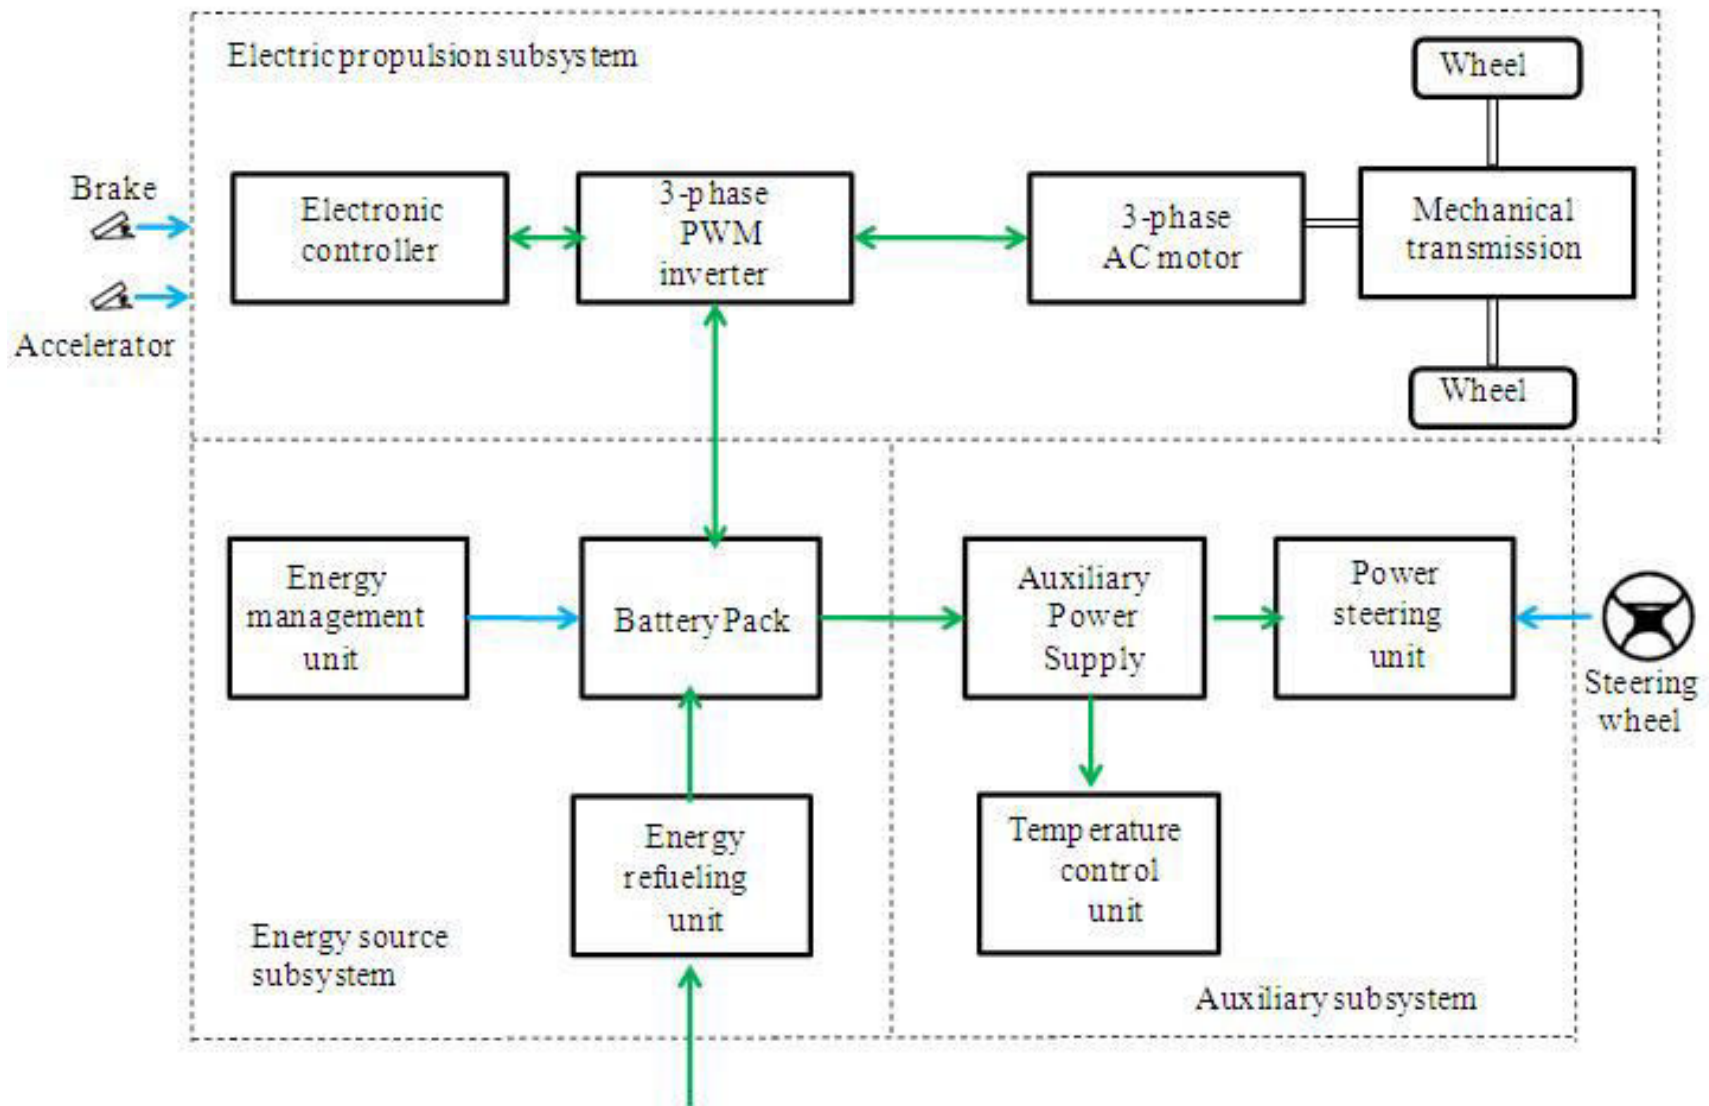 Electric propulsion subsystem
Wheel
Brake
Electronic
controller
3-phase
PWM
inverter
3-phase
AC motor
Mechanical
transmission
Accelerator
Wheel
Energy
management
unit
Battery Pack
Auxiliary
Power
Supply
Power
steering
unit
Steering
wheel
Energy
refueling
unit
Temperature
control
unit
Energy source
subsystem
Auxiliary subsystem